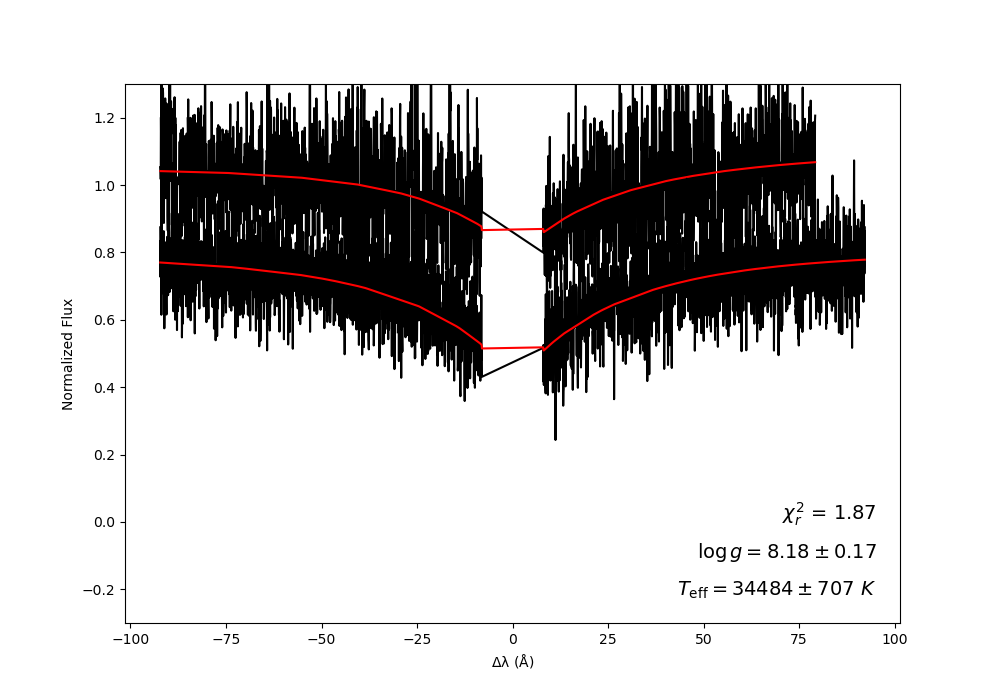 1.2
1.0
0.8
0.6
0.4
0.2
0.0
−0.2
Normalized Flux
χ²ᵣ = 1.87
log g = 8.18 ± 0.17
T_eff = 34484 ± 707 K
−100 −75 −50 −25 0 25 50 75 100
Δλ (Å)